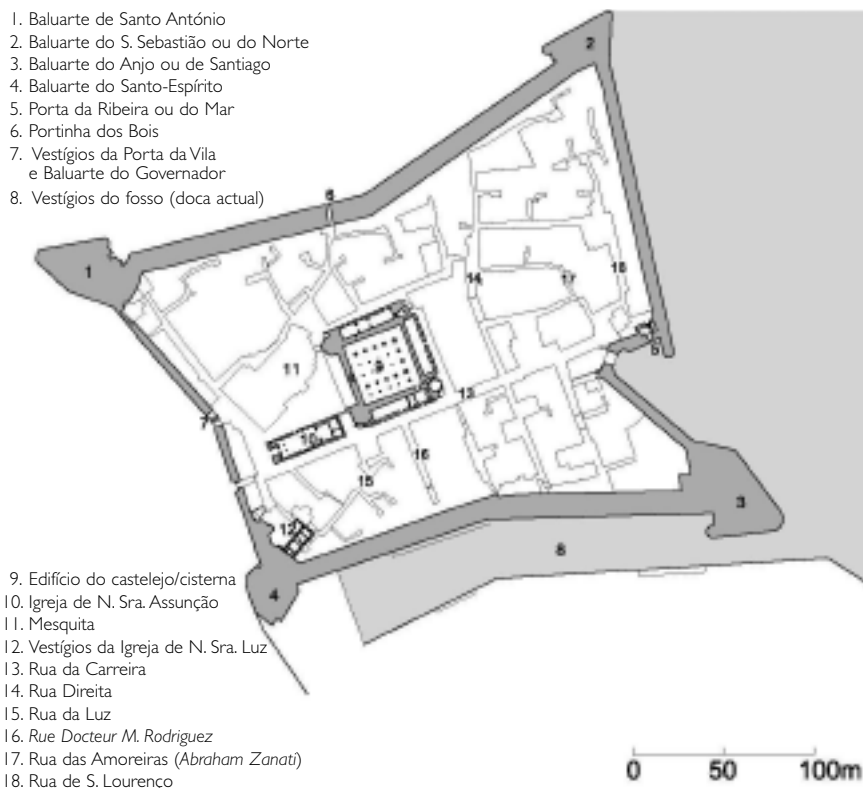 1. Baluarte de Santo António
2. Baluarte do S. Sebastião ou do Norte
3. Baluarte do Anjo ou de Santiago
4. Baluarte do Santo-Espírito
5. Porta da Ribeira ou do Mar
6. Portinha dos Bois
7. Vestígios da Porta da Vila
e Baluarte do Governador
8. Vestígios do fosso (doca actual)
2
6
1
14
17
18
5
11
9
13
7
10
16
15
12
3
8
4
9. Edifício do castelejo/cisterna
10. Igreja de N. Sra. Assunção
11. Mesquita
12. Vestígios da Igreja de N. Sra. Luz
13. Rua da Carreira
14. Rua Direita
15. Rua da Luz
16. Rue Docteur M. Rodriguez
17. Rua das Amoreiras (Abraham Zanati)
18. Rua de S. Lourenço
0 50 100m